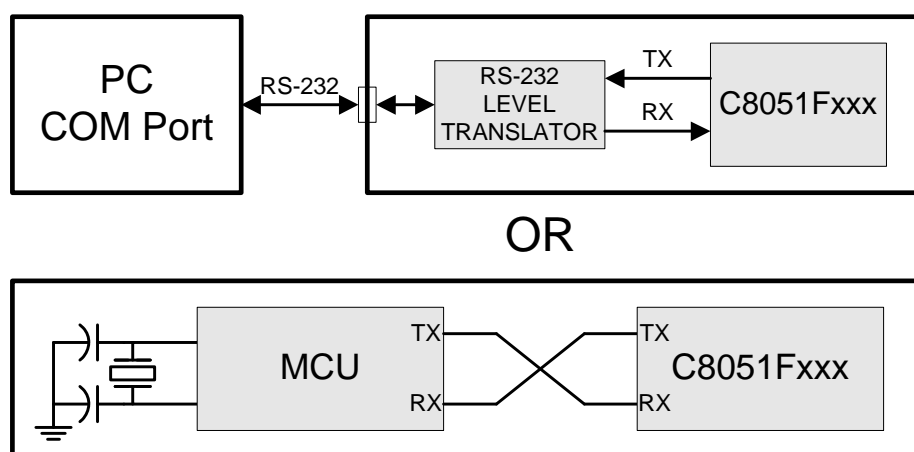 PC
COM Port
RS-232
RS-232
LEVEL
TRANSLATOR
TX
RX
C8051Fxxx
OR
MCU
TX
RX
TX
RX
C8051Fxxx